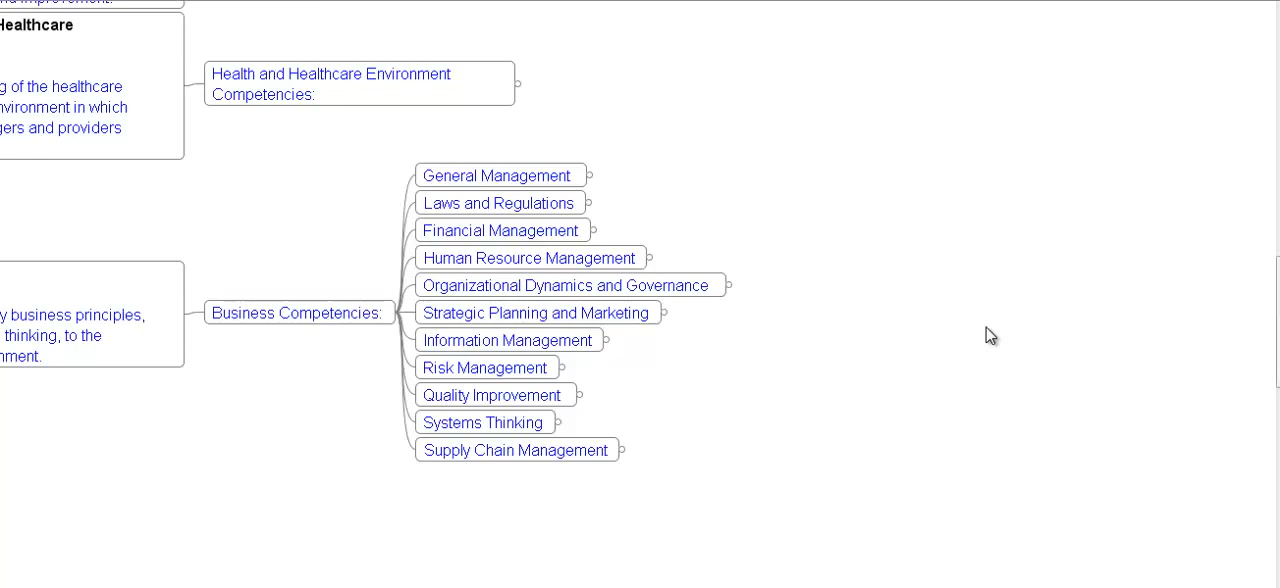 and improvement.
Healthcare
g of the healthcare
nvironment in which
gers and providers
Health and Healthcare Environment
Competencies:
y business principles,
thinking, to the
nment.
Business Competencies:
General Management
Laws and Regulations
Financial Management
Human Resource Management
Organizational Dynamics and Governance
Strategic Planning and Marketing
Information Management
Risk Management
Quality Improvement
Systems Thinking
Supply Chain Management